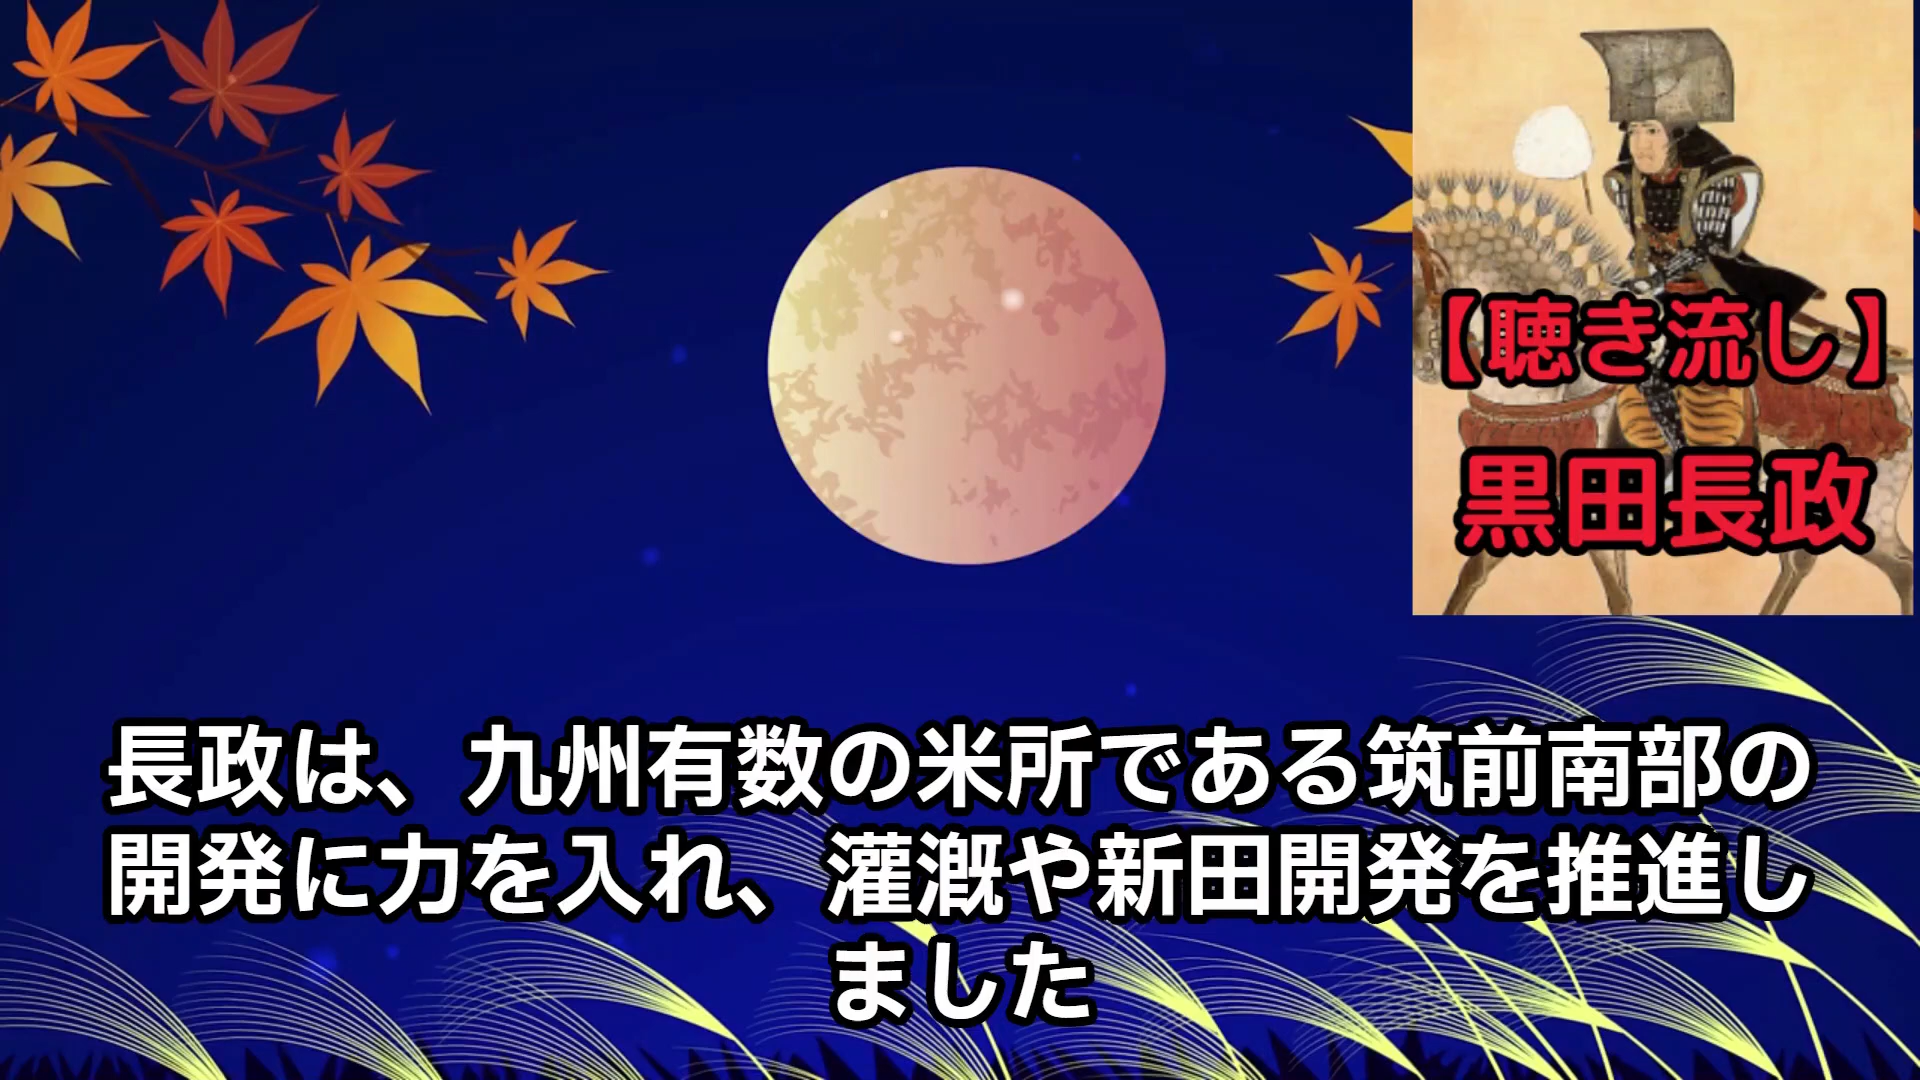 【聴き流し】
黒田長政
長政は、九州有数の米所である筑前南部の
開発に力を入れ、灌漑や新田開発を推進し
ました